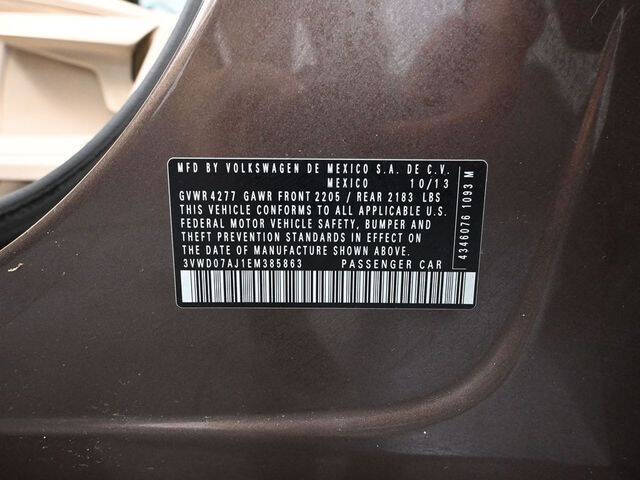 MFD BY VOLKSWAGEN DE MEXICO S.A. DE C.V.
MEXICO 10/13
GVWR 4277 GAWR FRONT 2205 / REAR 2183 LBS
THIS VEHICLE CONFORMS TO ALL APPLICABLE U.S.
FEDERAL MOTOR VEHICLE SAFETY, BUMPER AND
THEFT PREVENTION STANDARDS IN EFFECT ON
THE DATE OF MANUFACTURE SHOWN ABOVE.
3VWD07AJ1EM385863 PASSENGER CAR
4346076 1093 M